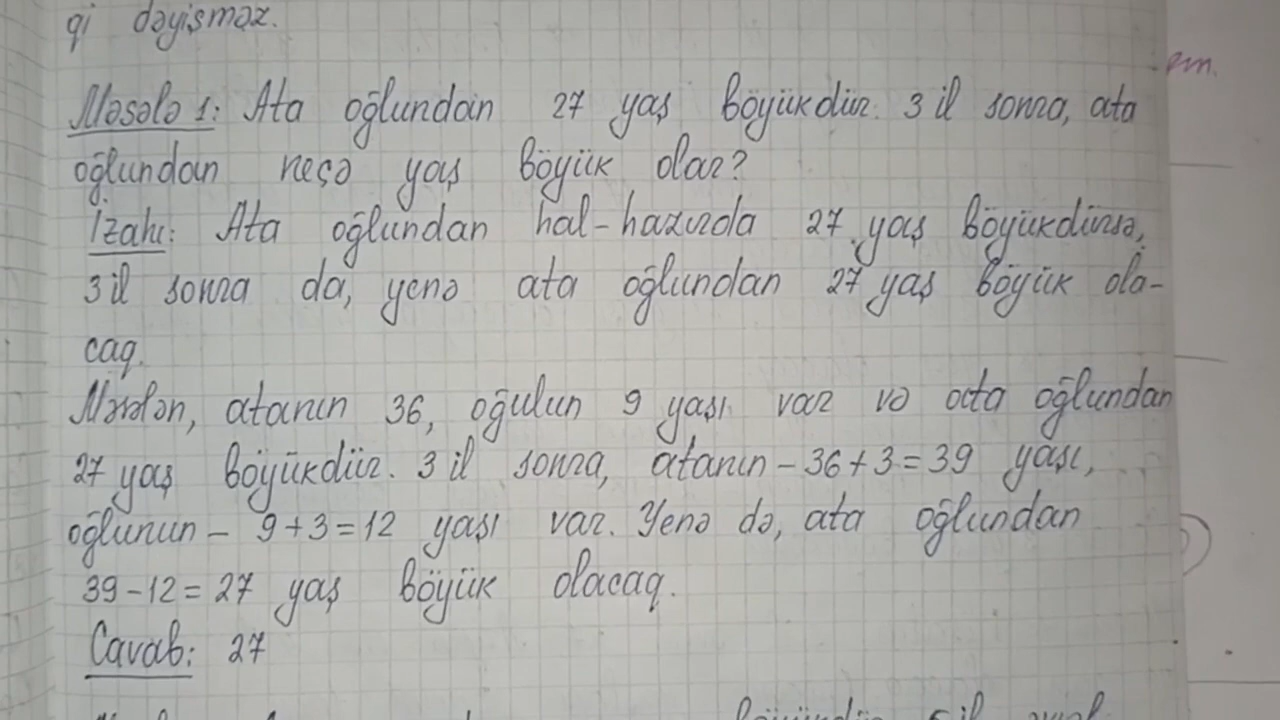 qi dəyişməz.
Məsələ 1: Ata oğlundan 27 yaş böyükdür. 3 il sonra, ata
oğlundan neçə yaş böyük olar?
İzahı: Ata oğlundan hal-hazırda 27 yaş böyükdürsə,
3 il sonra da, yenə ata oğlundan 27 yaş böyük ola-
caq.
Məsələn, atanın 36, oğulun 9 yaşı var və ata oğlundan
27 yaş böyükdür. 3 il sonra, atanın - 36+3=39 yaşı,
oğlunun - 9+3=12 yaşı var. Yenə də, ata oğlundan
39-12=27 yaş böyük olacaq.
Cavab: 27